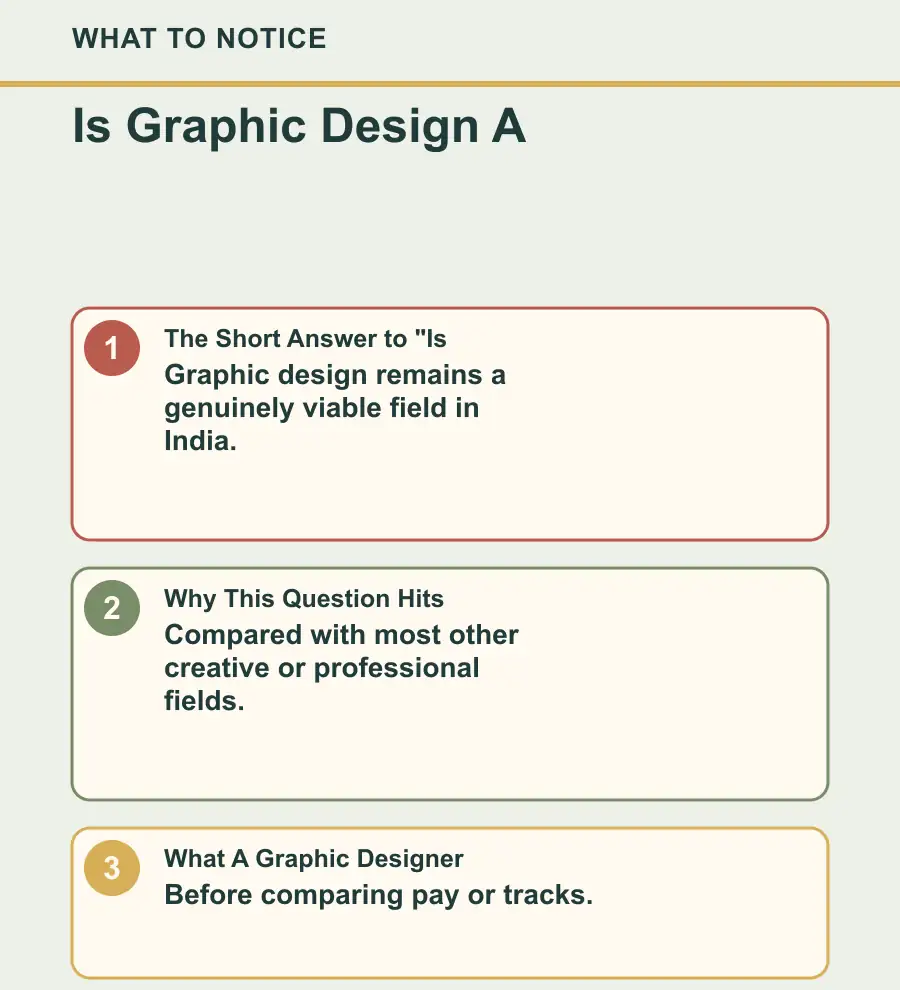 WHAT TO NOTICE
Is Graphic Design A
1
The Short Answer to "Is
Graphic design remains a
genuinely viable field in
India.
2
Why This Question Hits
Compared with most other
creative or professional
fields.
3
What A Graphic Designer
Before comparing pay or tracks.